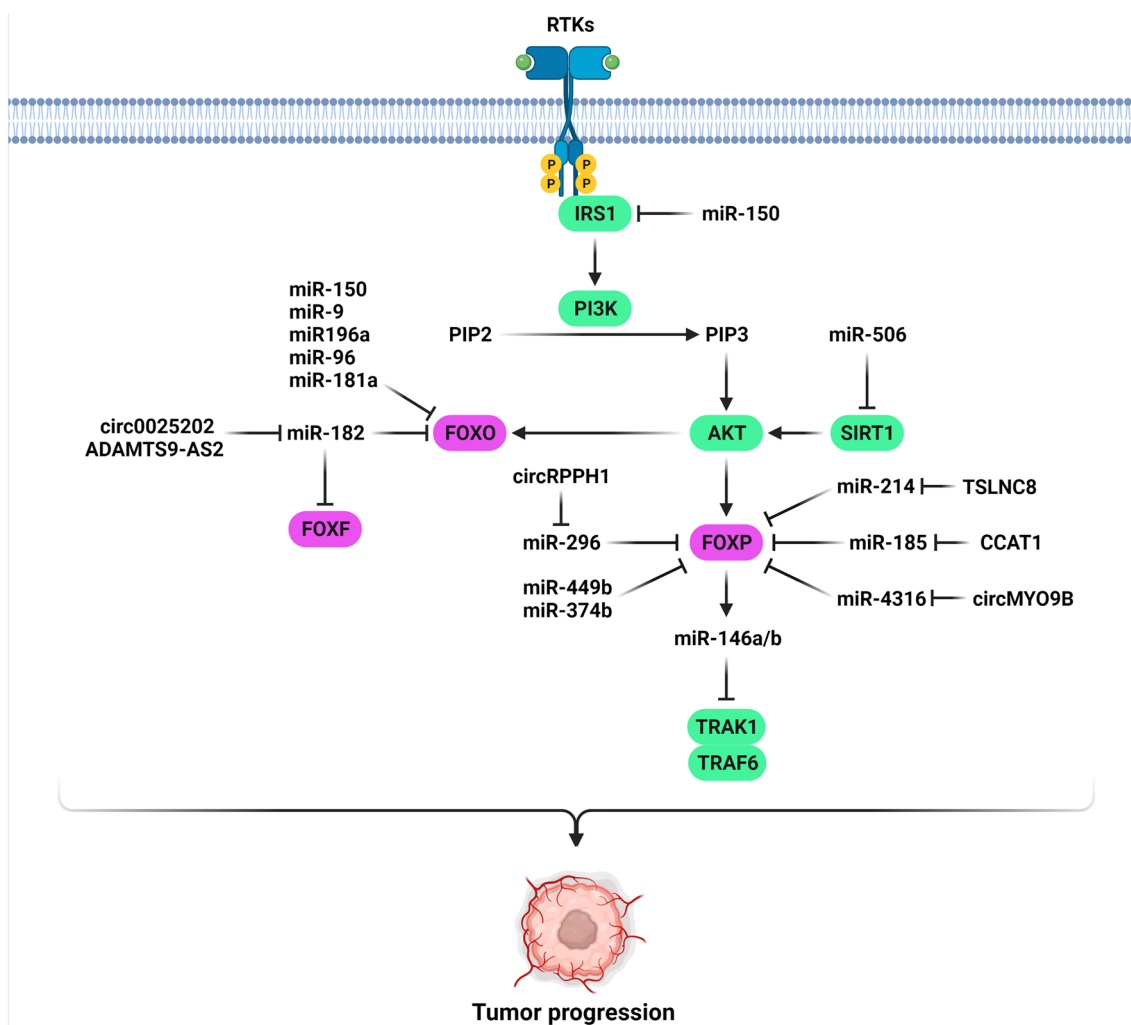 RTKs
P
P
P
P
IRS1
miR-150
PI3K
miR-150
miR-9
miR196a
miR-96
miR-181a
PIP2
PIP3
miR-506
circ0025202
ADAMTS9-AS2
miR-182
FOXO
AKT
SIRT1
circRPPH1
miR-214
TSLNC8
FOXF
miR-296
FOXP
miR-185
CCAT1
miR-449b
miR-374b
miR-4316
circMYO9B
miR-146a/b
TRAK1
TRAF6
Tumor progression